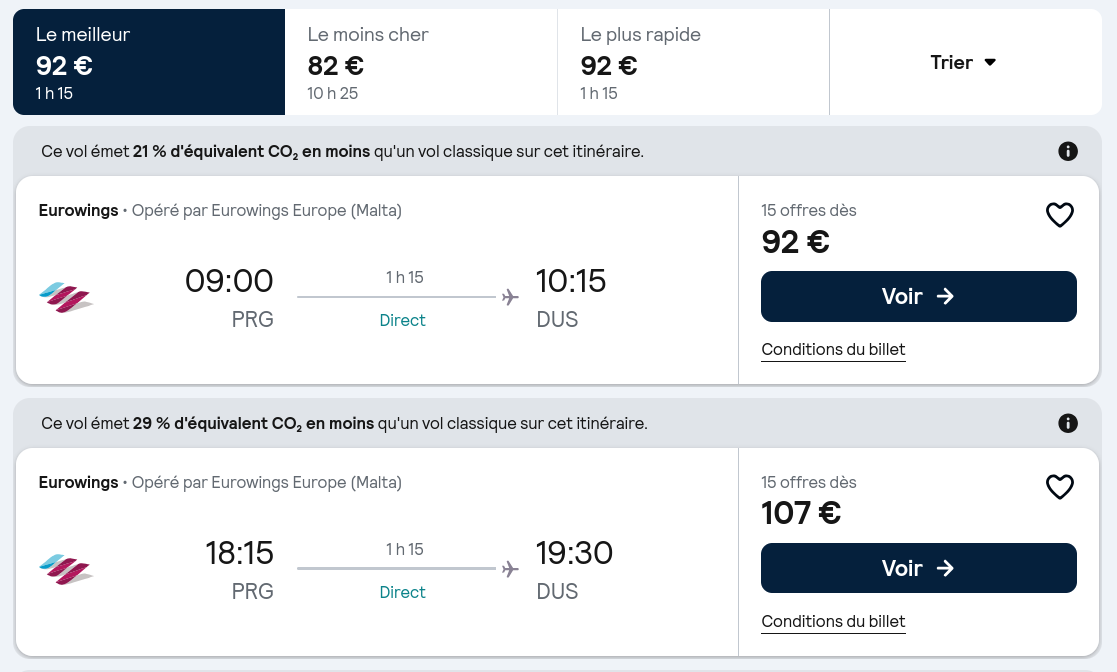 Le meilleur
92 €
1 h 15
Le moins cher
82 €
10 h 25
Le plus rapide
92 €
1 h 15
Trier
Ce vol émet 21 % d'équivalent CO₂ en moins qu'un vol classique sur cet itinéraire.
Eurowings • Opéré par Eurowings Europe (Malta)
09:00
PRG
1 h 15
Direct
10:15
DUS
15 offres dès
92 €
Voir →
Conditions du billet
Ce vol émet 29 % d'équivalent CO₂ en moins qu'un vol classique sur cet itinéraire.
Eurowings • Opéré par Eurowings Europe (Malta)
18:15
PRG
1 h 15
Direct
19:30
DUS
15 offres dès
107 €
Voir →
Conditions du billet